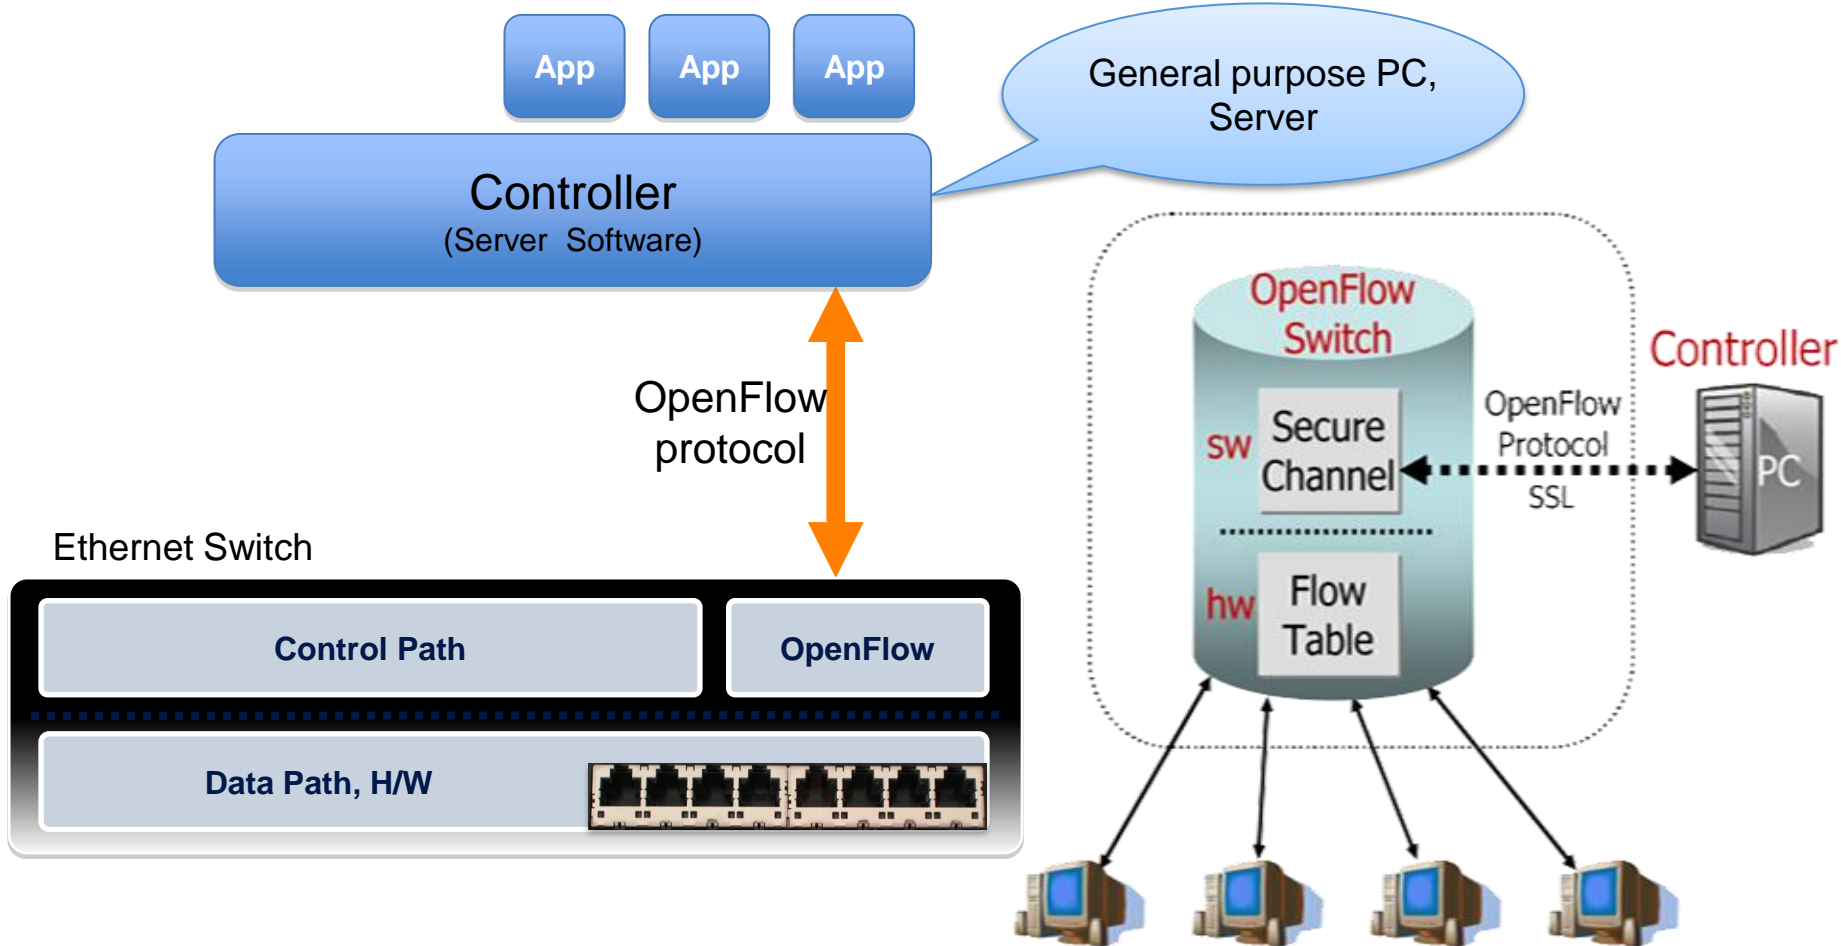 App
App
App
General purpose PC,
Server
Controller
(Server Software)
OpenFlow
protocol
Ethernet Switch
Control Path
OpenFlow
Data Path, H/W
OpenFlow
Switch
Controller
sw
Secure
Channel
OpenFlow
Protocol
SSL
PC
hw
Flow
Table